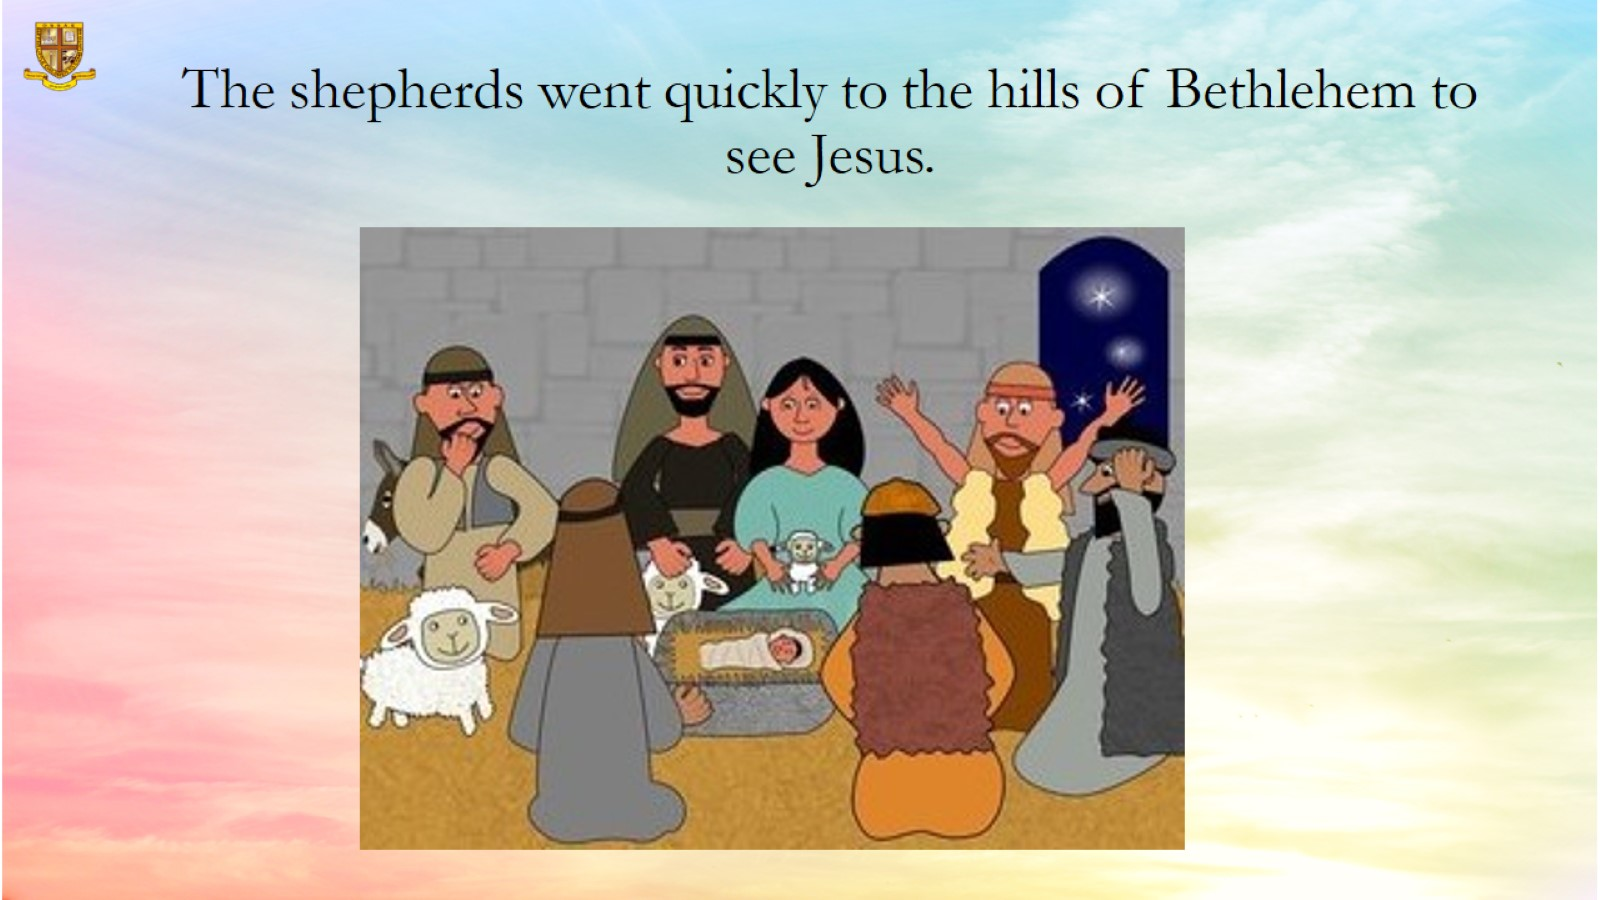 The shepherds went quickly to the hills of Bethlehem to
see Jesus.